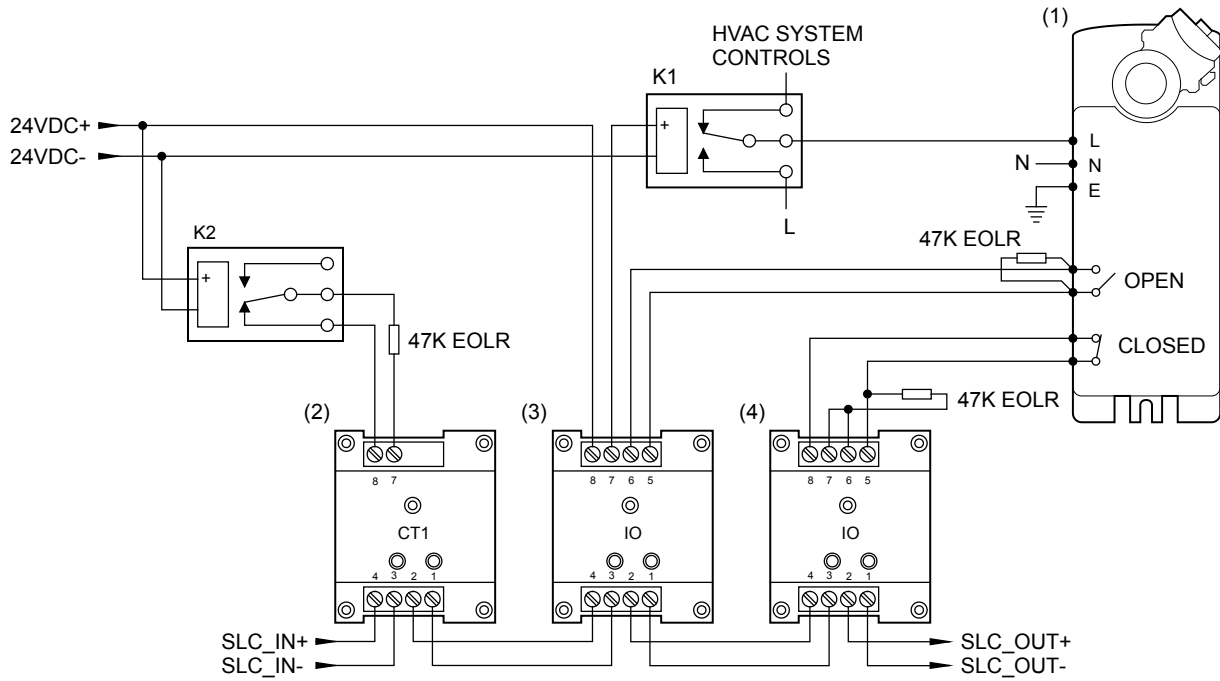 (1)
HVAC SYSTEM
CONTROLS
K1
24VDC+
24VDC-
+
L
N
N
E
L
K2
+
47K EOLR
OPEN
47K EOLR
CLOSED
47K EOLR
(2)
(3)
(4)
8 7
8 7 6 5
8 7 6 5
CT1
IO
IO
4 3 2 1
4 3 2 1
4 3 2 1
SLC_IN+
SLC_IN-
SLC_OUT+
SLC_OUT-